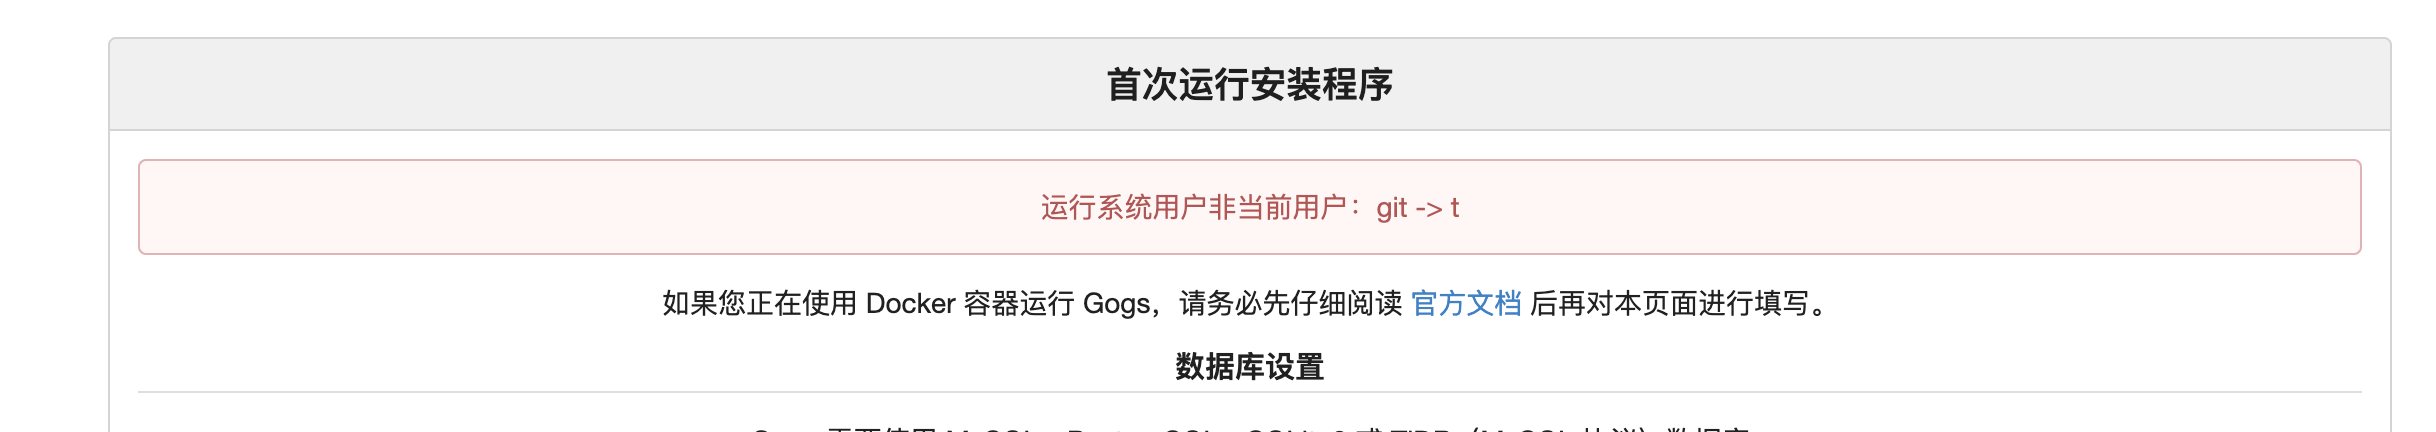 首次运行安装程序
运行系统用户非当前用户：git -> t
如果您正在使用 Docker 容器运行 Gogs，请务必先仔细阅读 官方文档 后再对本页面进行填写。
数据库设置